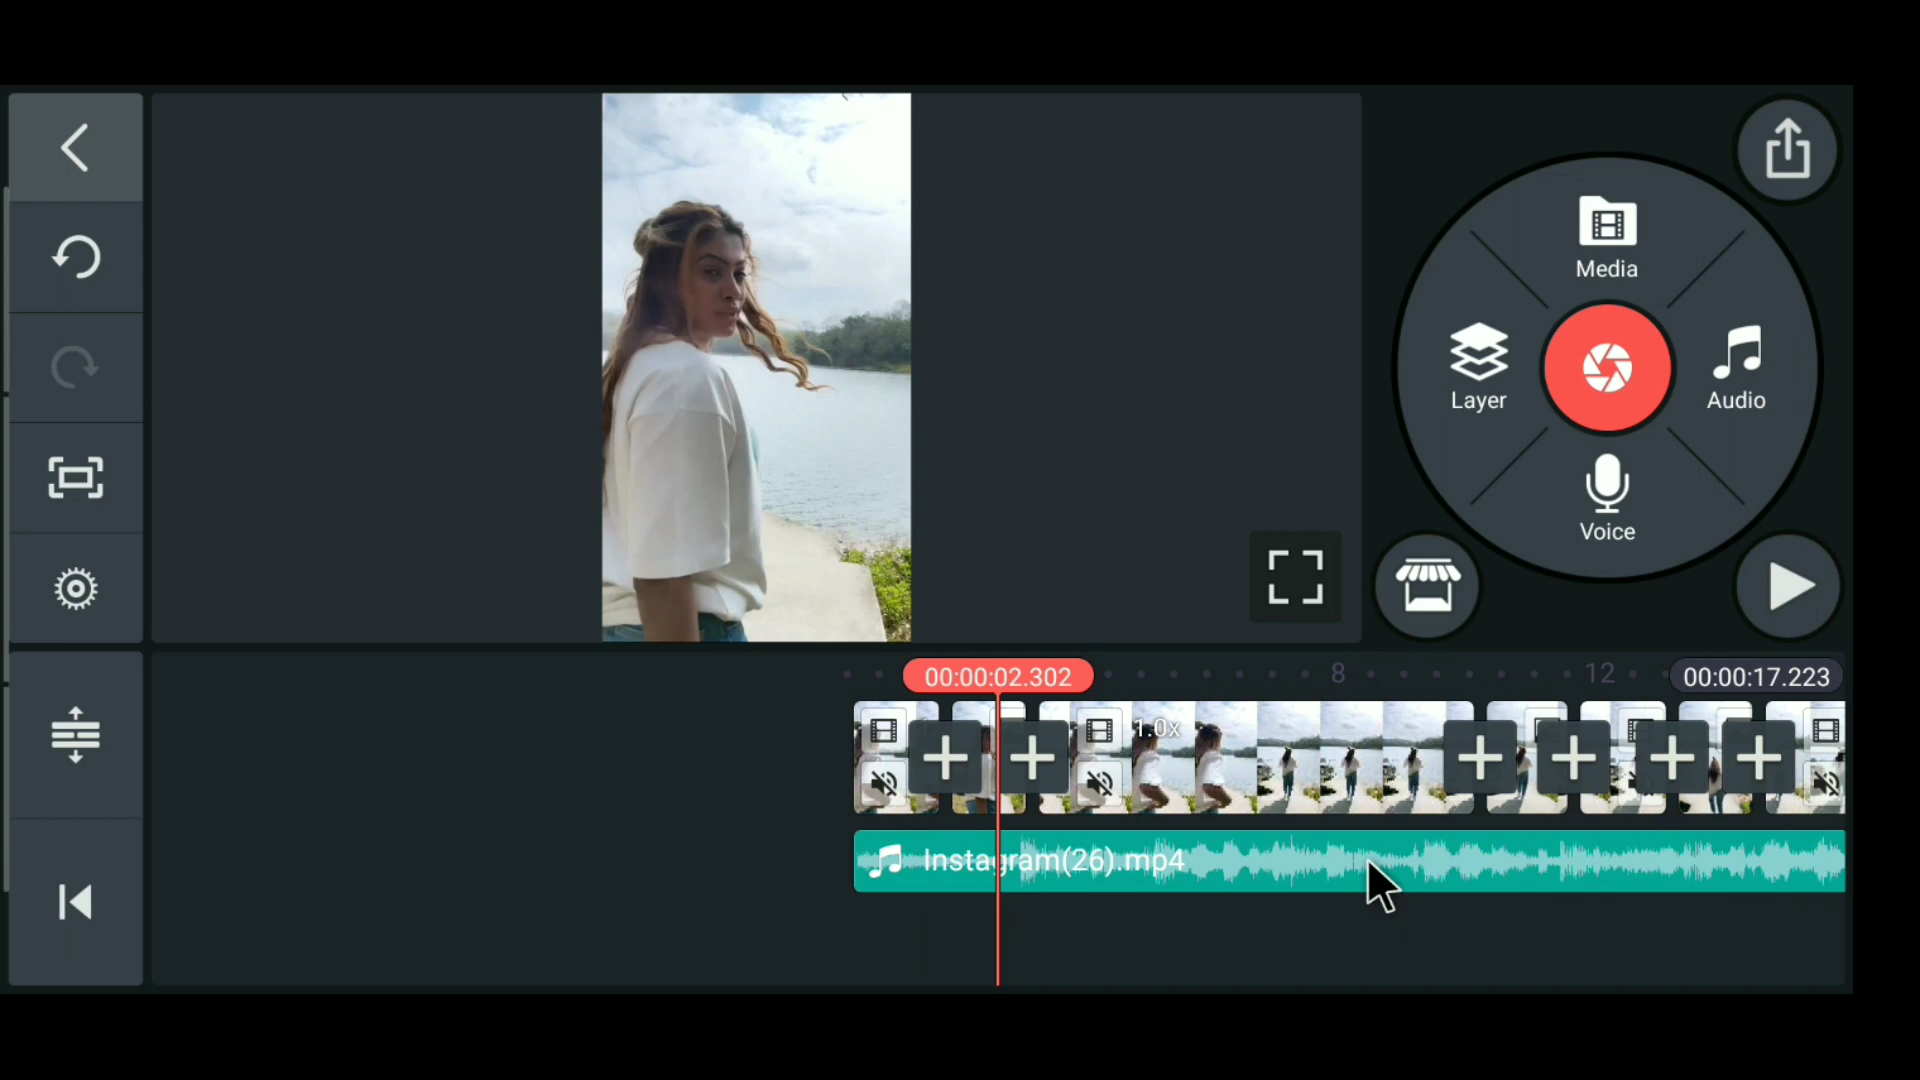 Media
Layer
Audio
Voice
00:00:02.302
8
12
00:00:17.223
1.0x
Instagram(26).mp4